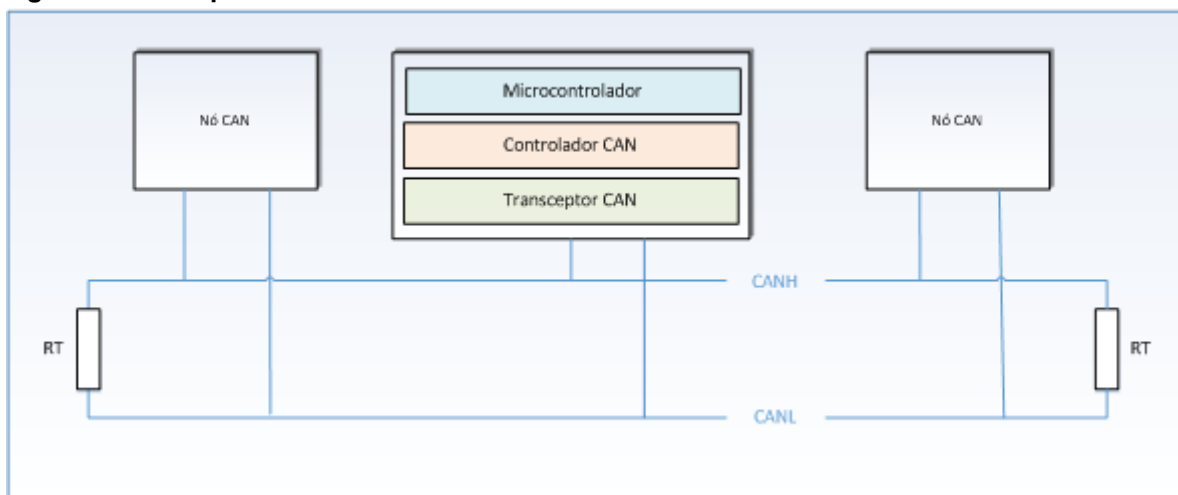 Nó CAN
Microcontrolador
Nó CAN
Controlador CAN
Transceptor CAN
CANH
RT
RT
CANL